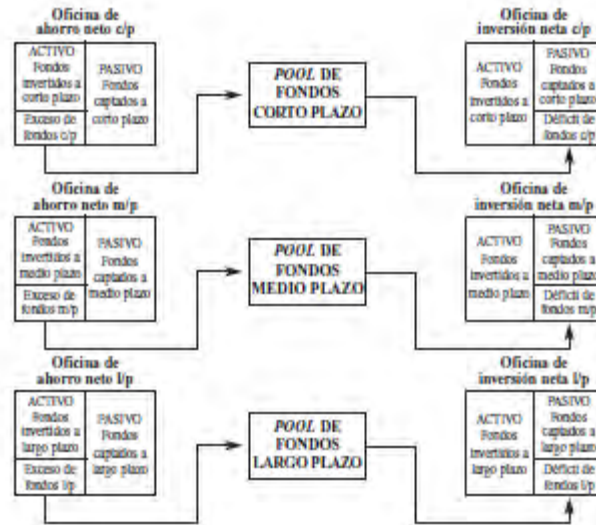 Oficina de
ahorro neto c/p
ACTIVO
Fondos
invertidos a
corto plazo
Exceso de
fondos c/p
PASIVO
Fondos
captados a
corto plazo
POOL DE
FONDOS
CORTO PLAZO
Oficina de
inversión neta c/p
ACTIVO
Fondos
invertidos a
corto plazo
PASIVO
Fondos
captados a
corto plazo
Déficit de
fondos c/p
Oficina de
ahorro neto m/p
ACTIVO
Fondos
invertidos a
medio plazo
Exceso de
fondos m/p
PASIVO
Fondos
captados a
medio plazo
POOL DE
FONDOS
MEDIO PLAZO
Oficina de
inversión neta m/p
ACTIVO
Fondos
invertidos a
medio plazo
PASIVO
Fondos
captados a
medio plazo
Déficit de
fondos m/p
Oficina de
ahorro neto l/p
ACTIVO
Fondos
invertidos a
largo plazo
Exceso de
fondos l/p
PASIVO
Fondos
captados a
largo plazo
POOL DE
FONDOS
LARGO PLAZO
Oficina de
inversión neta l/p
ACTIVO
Fondos
invertidos a
largo plazo
PASIVO
Fondos
captados a
largo plazo
Déficit de
fondos l/p